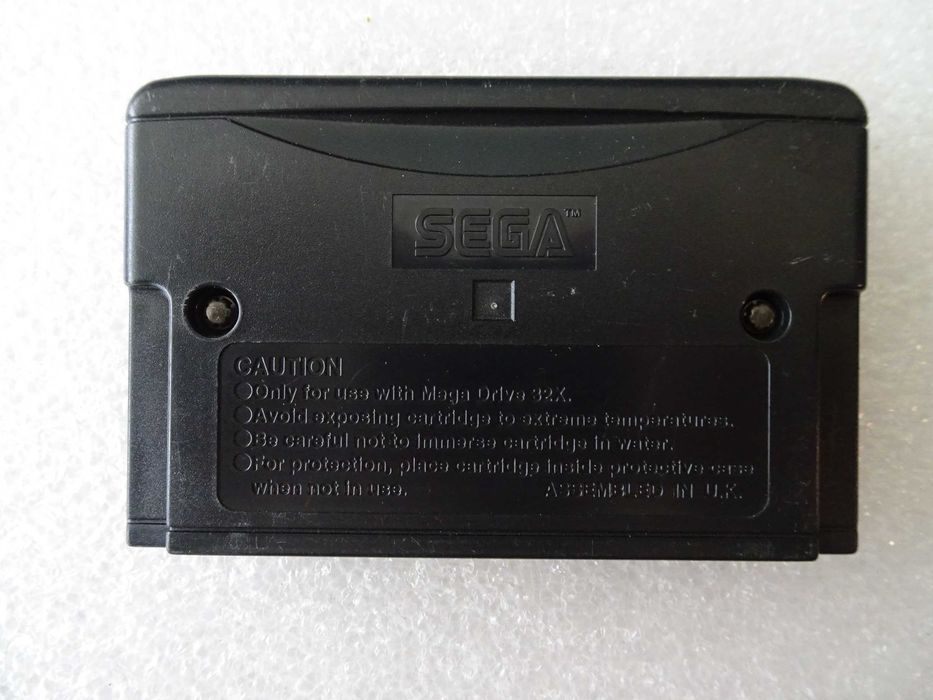 SEGA™
CAUTION
○Only for use with Mega Drive 32X.
○Avoid exposing cartridge to extreme temperatures.
○Be careful not to immerse cartridge in water.
○For protection, place cartridge inside protective case
when not in use. ASSEMBLED IN U.K.